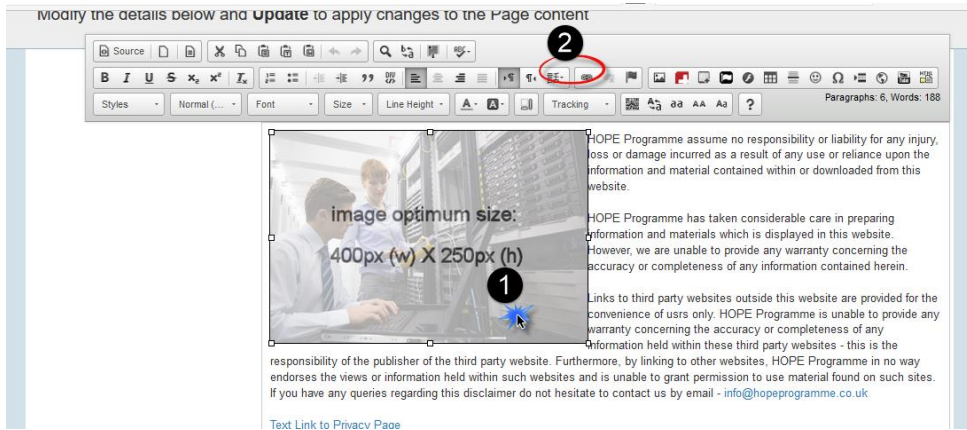 Modify the details below and Update to apply changes to the Page content
2
Source ABC
B I U S x₂ x² Iₓ
Styles Normal (... Font Size Line Height A A Tracking Aa aa AA Aa ? Paragraphs: 6, Words: 188
image optimum size:
400px (w) X 250px (h)
1
HOPE Programme assume no responsibility or liability for any injury,
loss or damage incurred as a result of any use or reliance upon the
information and material contained within or downloaded from this
website.
HOPE Programme has taken considerable care in preparing
information and materials which is displayed in this website.
However, we are unable to provide any warranty concerning the
accuracy or completeness of any information contained herein.
Links to third party websites outside this website are provided for the
convenience of usrs only. HOPE Programme is unable to provide any
warranty concerning the accuracy or completeness of any
information held within these third party websites - this is the
responsibility of the publisher of the third party website. Furthermore, by linking to other websites, HOPE Programme in no way
endorses the views or information held within such websites and is unable to grant permission to use material found on such sites.
If you have any queries regarding this disclaimer do not hesitate to contact us by email - info@hopeprogramme.co.uk
Text Link to Privacy Page